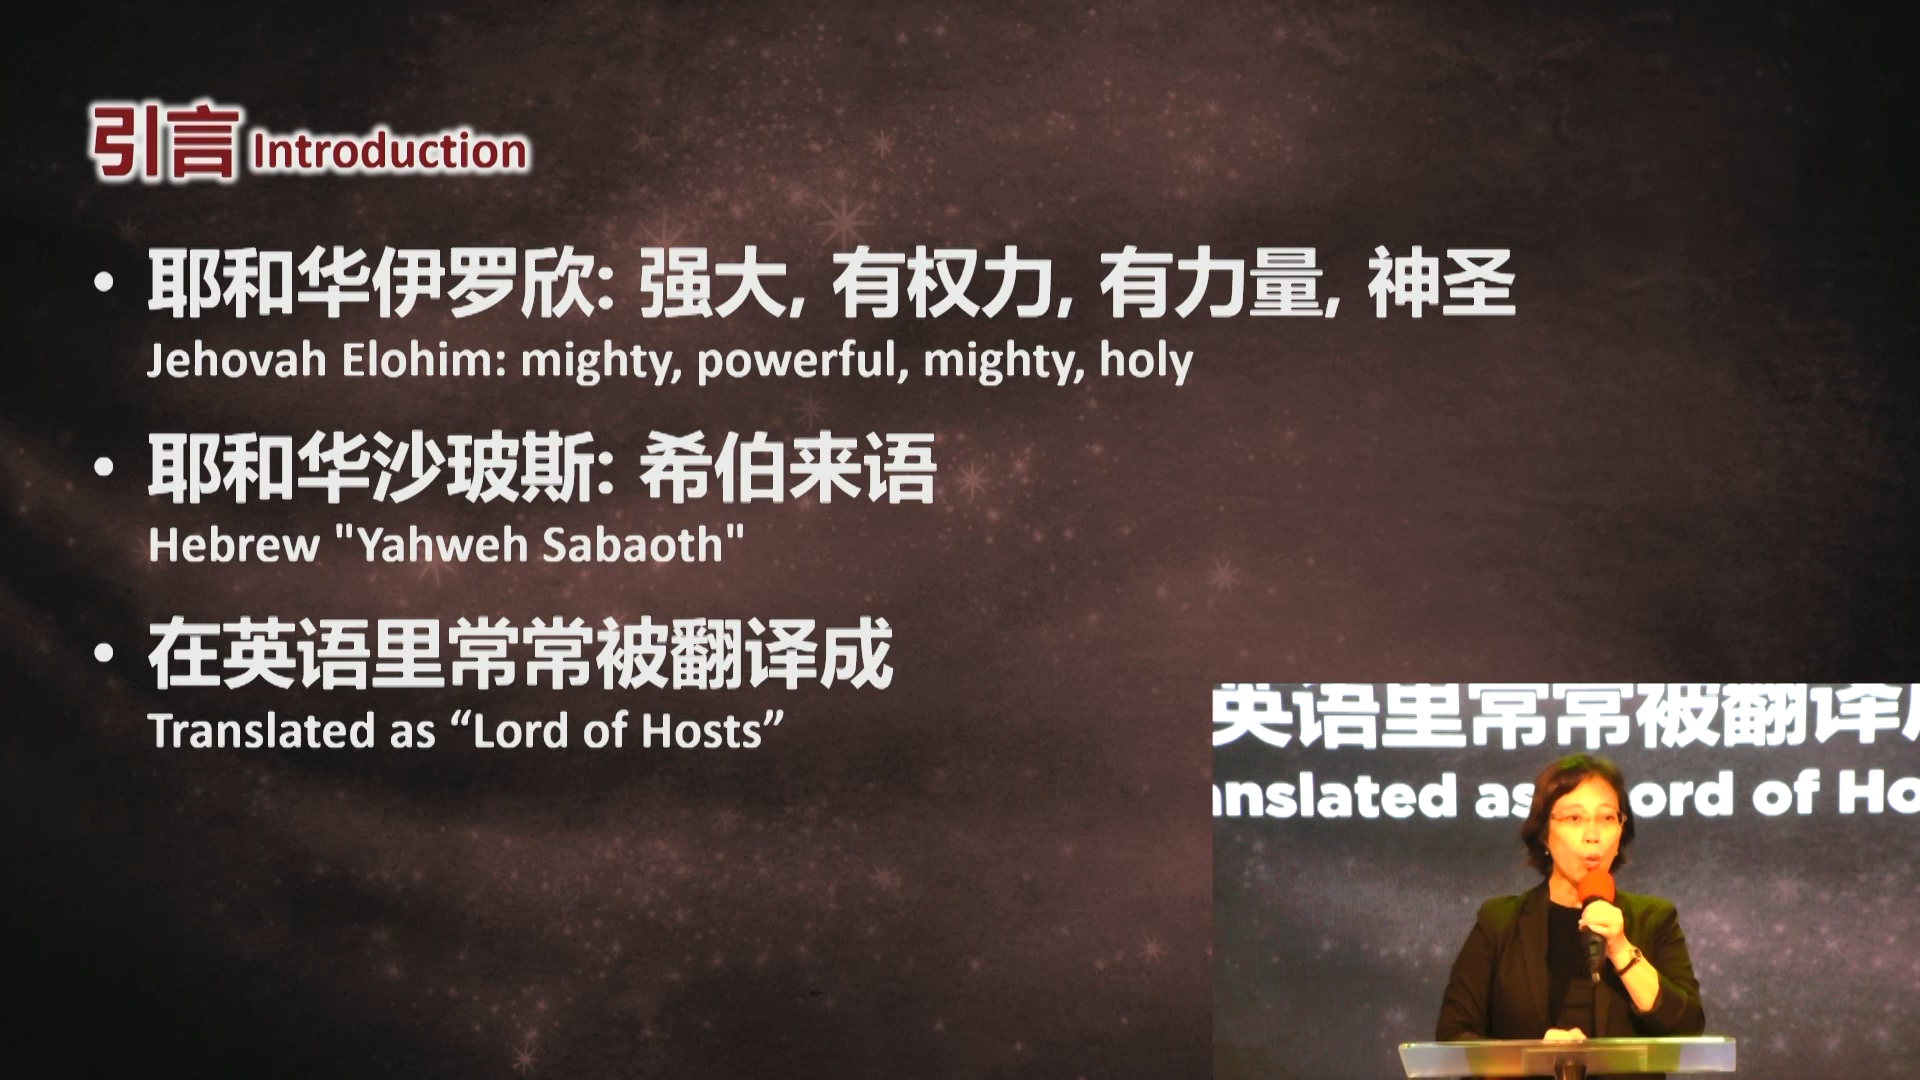 引言 Introduction
• 耶和华伊罗欣: 强大, 有权力, 有力量, 神圣
Jehovah Elohim: mighty, powerful, mighty, holy
• 耶和华沙玻斯: 希伯来语
Hebrew "Yahweh Sabaoth"
• 在英语里常常被翻译成
Translated as “Lord of Hosts”
英语里常常被翻译成
anslated as Lord of Ho